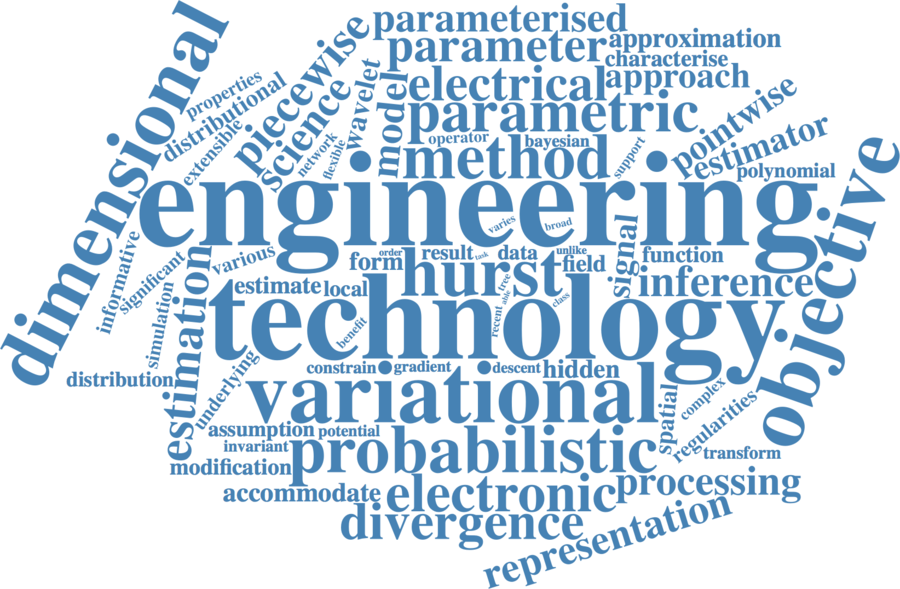 parameterised
parameter
approximation
characterise
electrical
approach
parametric
dimensional
properties
distributional
extensible
piecewise
science
network
flexible
wavelet
model
operator
bayesian
method
support
pointwise
estimator
polynomial
engineering
varies
broad
objective
informative
significant
simulation
various
estimation
form
order
result
task
data
unlike
field
signal
function
hurst
inference
estimate
local
tree
able
recent
class
technology
benefit
distribution
underlying
constrain
gradient
descent
hidden
variational
spatial
complex
regularities
assumption
potential
invariant
probabilistic
transform
modification
accommodate
electronic
processing
divergence
representation